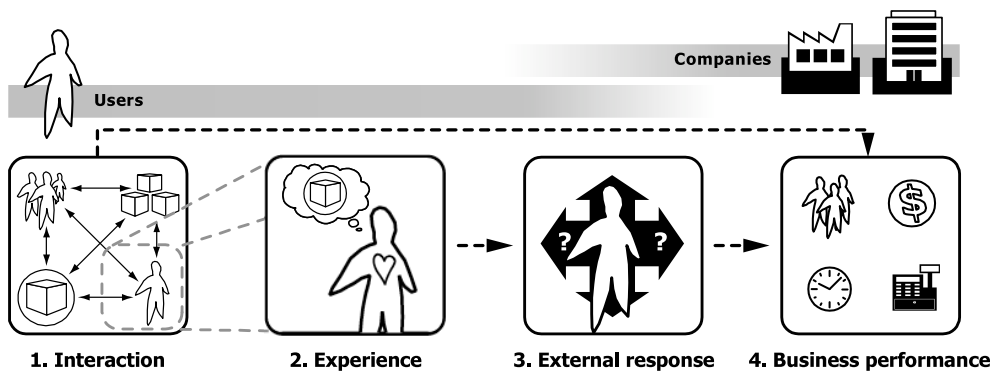 Companies
Users
$
? ?
1. Interaction
2. Experience
3. External response
4. Business performance